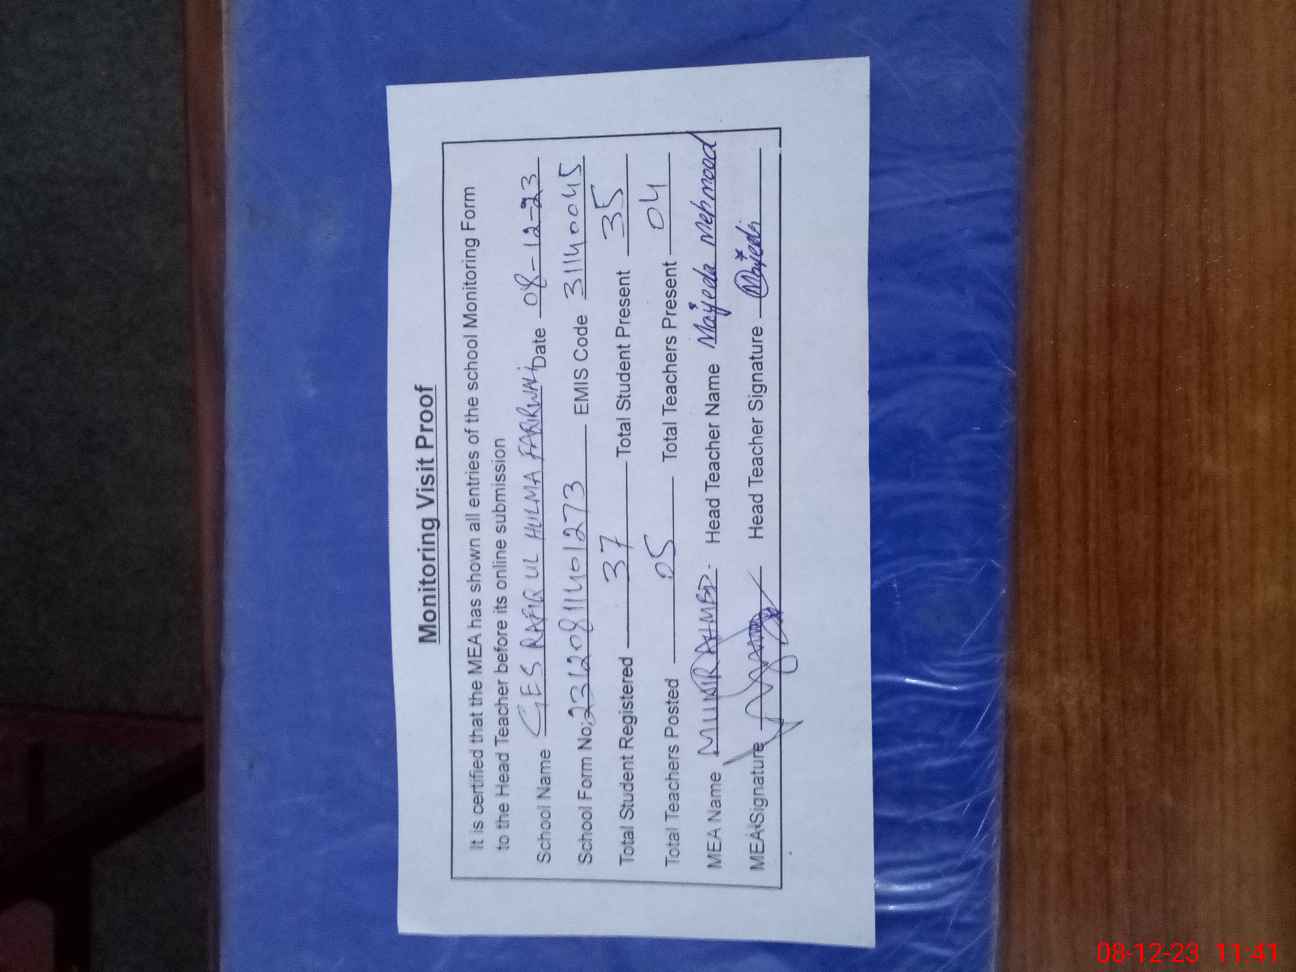 Monitoring Visit Proof
It is certified that the MEA has shown all entries of the school Monitoring Form
to the Head Teacher before its online submission
School Name GES RAFIQ UL HULMA FAQIRWALI Date 08-12-23
School Form No. 23120811401273 EMIS Code 31140045
Total Student Registered 37 Total Student Present 35
Total Teachers Posted 05 Total Teachers Present 04
MEA Name MUNIR AHMED. Head Teacher Name Majeeda Mehmood
MEA Signature Head Teacher Signature Majeeda
08-12-23 11:41